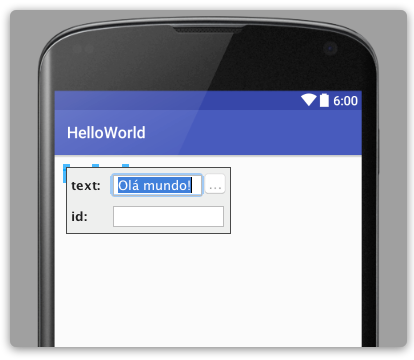 6:00
HelloWorld
text: Olá mundo! ...
id: